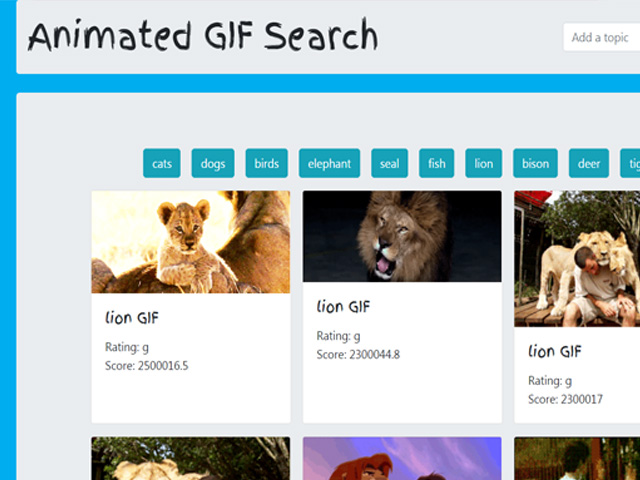 Animated GIF Search
Add a topic
cats dogs birds elephant seal fish lion bison deer
lion GIF
Rating: g
Score: 2500016.5
lion GIF
Rating: g
Score: 2300044.8
lion GIF
Rating: g
Score: 2300017